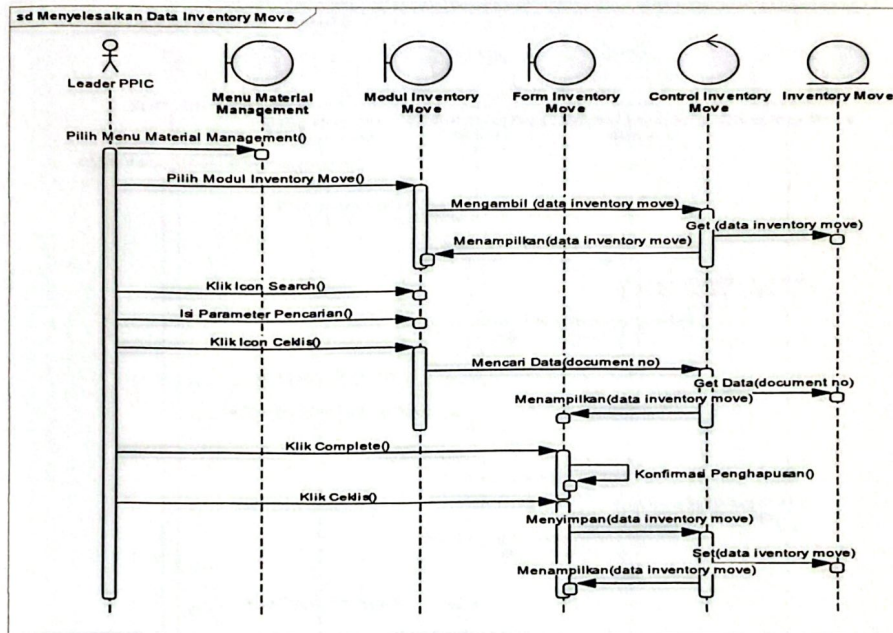 sd Menyelesaikan Data Inventory Move
Leader PPIC
Menu Material
Management
Modul Inventory
Move
Form Inventory
Move
Control Inventory
Move
Inventory Move
Pilih Menu Material Management()
Pilih Modul Inventory Move()
Mengambil (data inventory move)
Get (data inventory move)
Menampilkan(data inventory move)
Klik Icon Search()
Isi Parameter Pencarian()
Klik Icon Ceklis()
Mencari Data(document no)
Get Data(document no)
Menampilkan(data inventory move)
Klik Complete()
Konfirmasi Penghapusan()
Klik Ceklis()
Menyimpan(data inventory move)
Set(data iventory move)
Menampilkan(data inventory move)